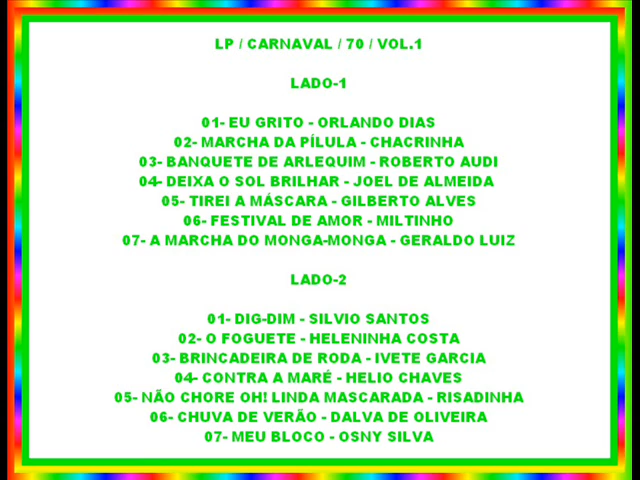 LP / CARNAVAL / 70 / VOL.1
LADO-1
01- EU GRITO - ORLANDO DIAS
02- MARCHA DA PÍLULA - CHACRINHA
03- BANQUETE DE ARLEQUIM - ROBERTO AUDI
04- DEIXA O SOL BRILHAR - JOEL DE ALMEIDA
05- TIREI A MÁSCARA - GILBERTO ALVES
06- FESTIVAL DE AMOR - MILTINHO
07- A MARCHA DO MONGA-MONGA - GERALDO LUIZ
LADO-2
01- DIG-DIM - SILVIO SANTOS
02- O FOGUETE - HELENINHA COSTA
03- BRINCADEIRA DE RODA - IVETE GARCIA
04- CONTRA A MARÉ - HELIO CHAVES
05- NÃO CHORE OH! LINDA MASCARADA - RISADINHA
06- CHUVA DE VERÃO - DALVA DE OLIVEIRA
07- MEU BLOCO - OSNY SILVA